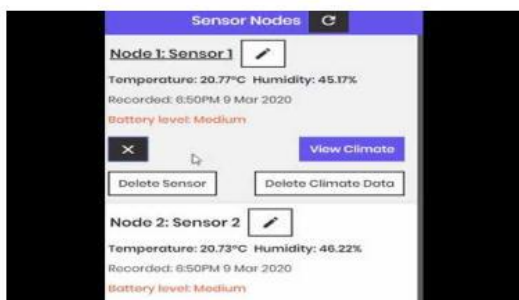 Sensor Nodes
Node 1: Sensor 1
Temperature: 20.77°C Humidity: 45.17%
Recorded: 6:50PM 9 Mar 2020
Battery level: Medium
View Climate
Delete Sensor Delete Climate Data
Node 2: Sensor 2
Temperature: 20.73°C Humidity: 46.22%
Recorded: 6:50PM 9 Mar 2020
Battery level: Medium